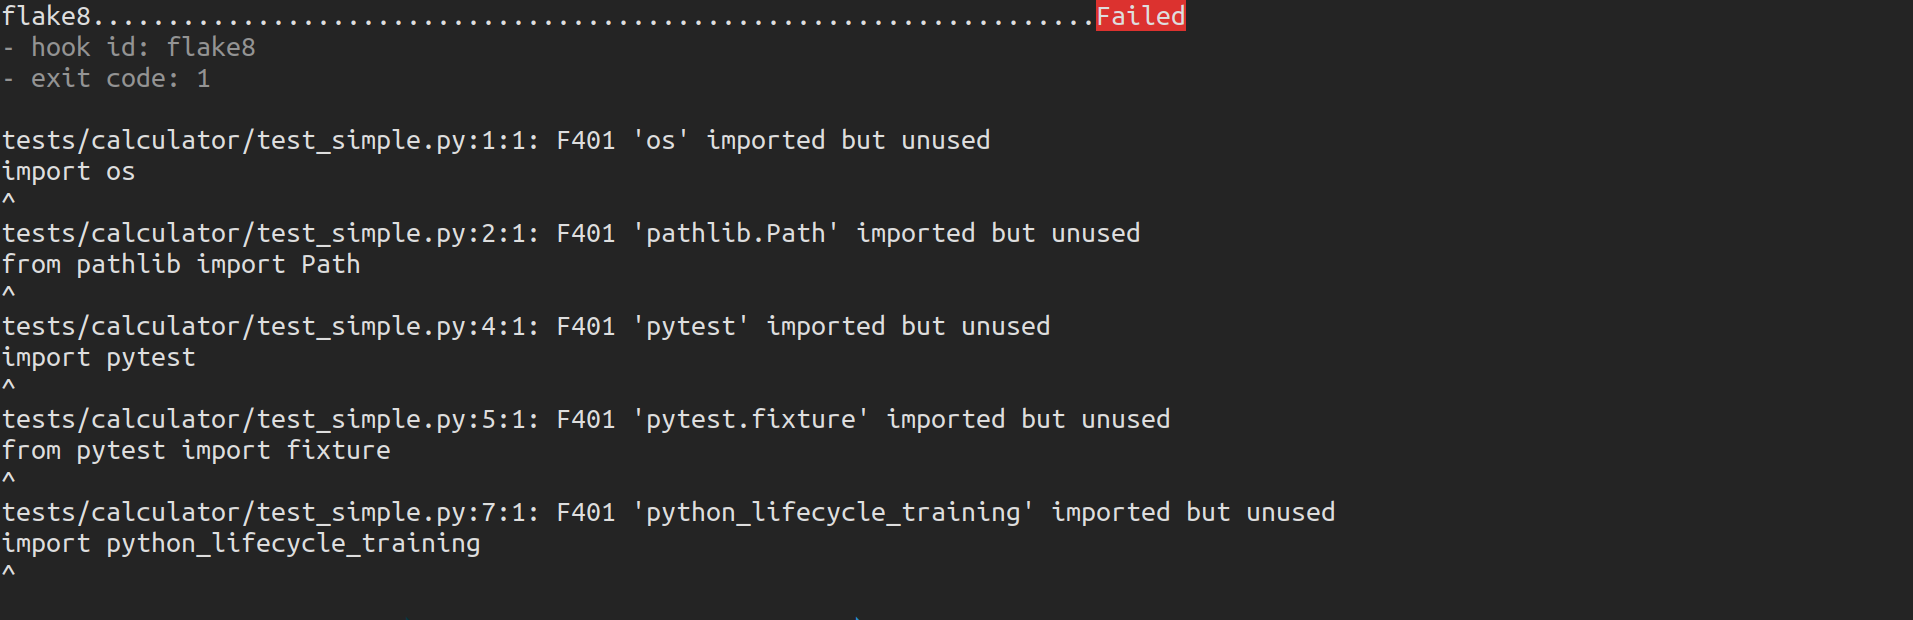 flake8...................................................................Failed
- hook id: flake8
- exit code: 1
tests/calculator/test_simple.py:1:1: F401 'os' imported but unused
import os
^
tests/calculator/test_simple.py:2:1: F401 'pathlib.Path' imported but unused
from pathlib import Path
^
tests/calculator/test_simple.py:4:1: F401 'pytest' imported but unused
import pytest
^
tests/calculator/test_simple.py:5:1: F401 'pytest.fixture' imported but unused
from pytest import fixture
^
tests/calculator/test_simple.py:7:1: F401 'python_lifecycle_training' imported but unused
import python_lifecycle_training
^